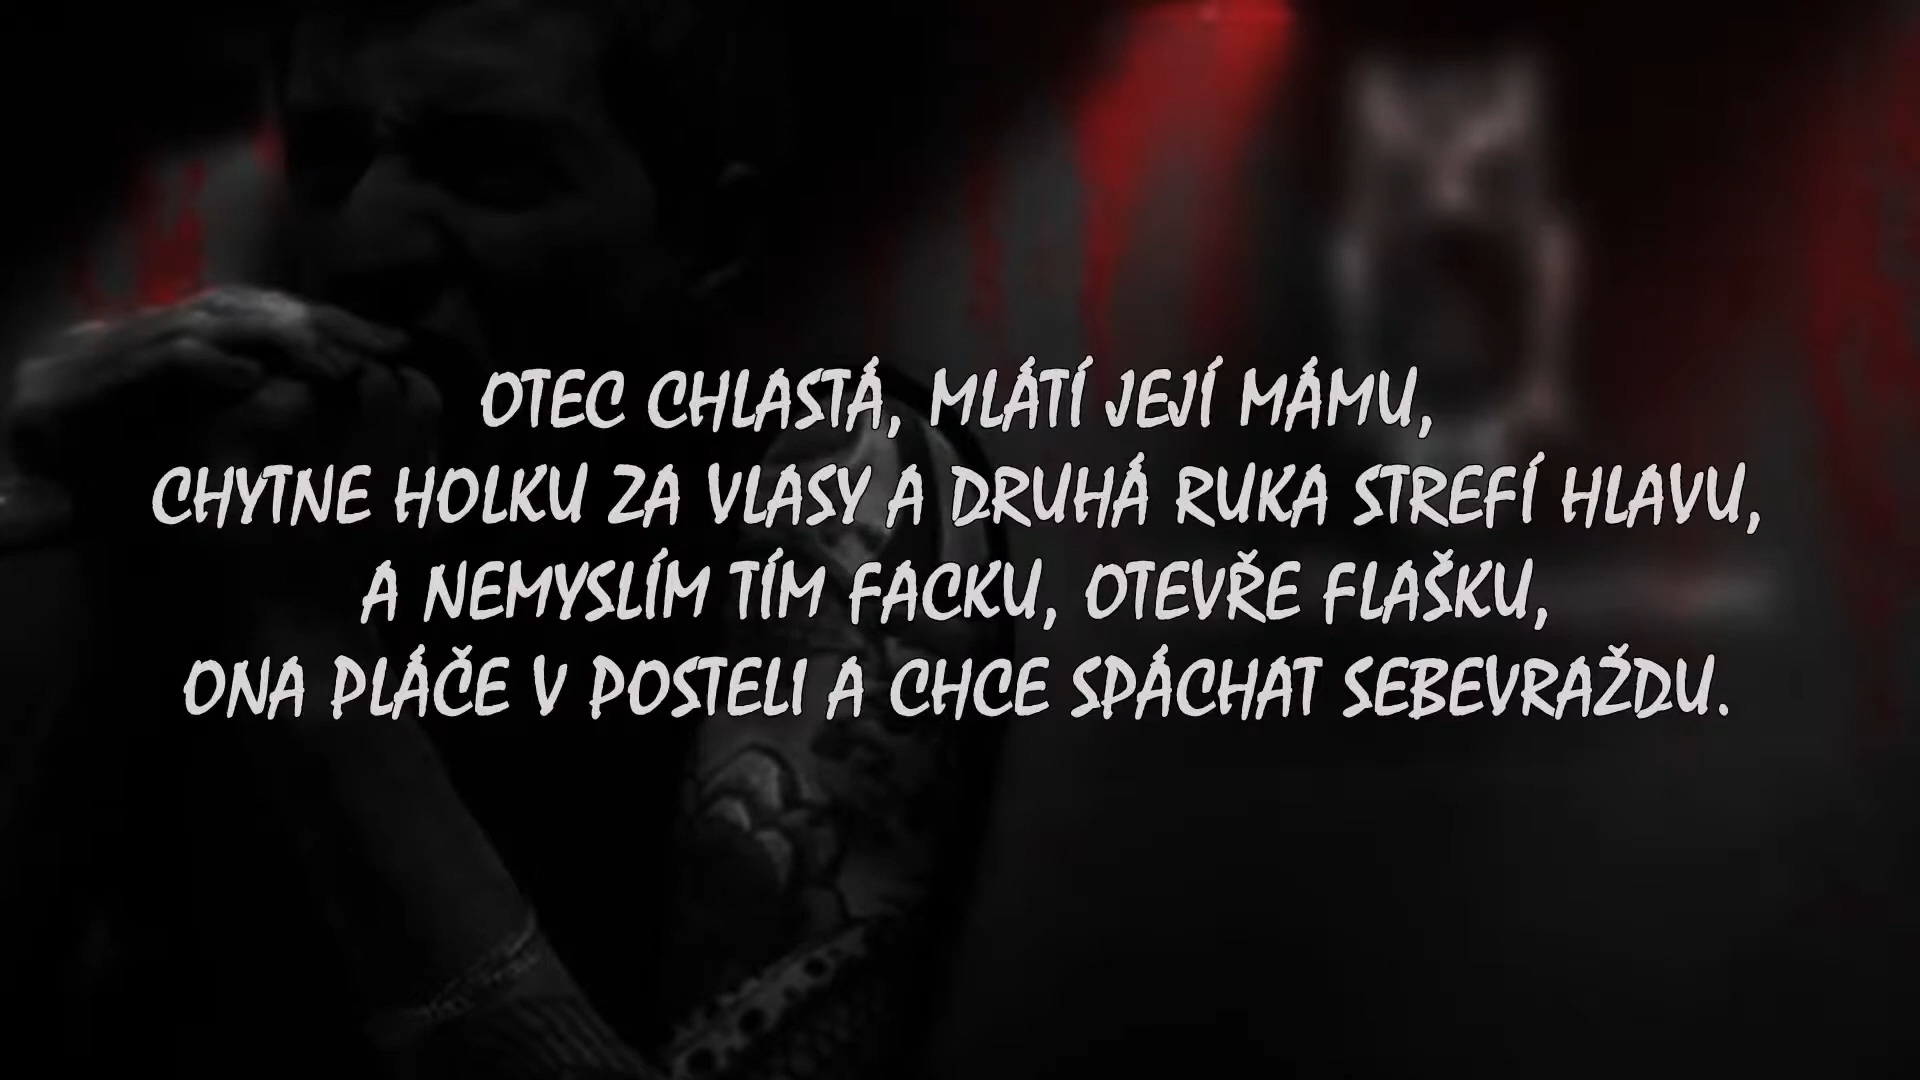 OTEC CHLASTÁ, MLÁTÍ JEJÍ MÁMU,
CHYTNE HOLKU ZA VLASY A DRUHÁ RUKA STREFÍ HLAVU,
A NEMYSLÍM TÍM FACKU, OTEVŘE FLAŠKU,
ONA PLÁČE V POSTELI A CHCE SPÁCHAT SEBEVRAŽDU.